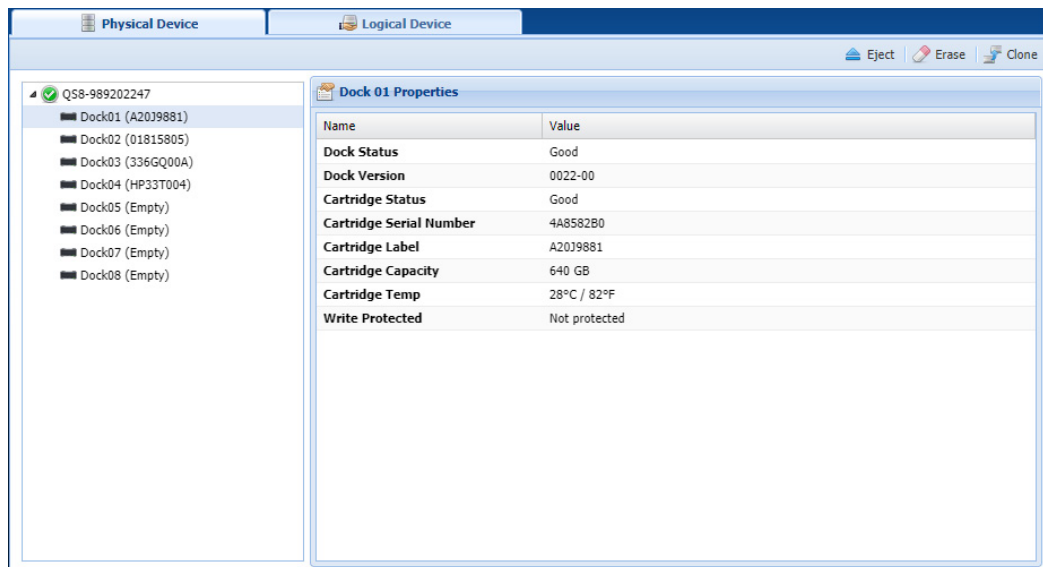 Physical Device
Logical Device
Eject
Erase
Clone
QS8-989202247
Dock01 (A20J9881)
Dock02 (01815805)
Dock03 (336GQ00A)
Dock04 (HP33T004)
Dock05 (Empty)
Dock06 (Empty)
Dock07 (Empty)
Dock08 (Empty)
Dock 01 Properties
Name Value
Dock Status Good
Dock Version 0022-00
Cartridge Status Good
Cartridge Serial Number 4A8582B0
Cartridge Label A20J9881
Cartridge Capacity 640 GB
Cartridge Temp 28°C / 82°F
Write Protected Not protected